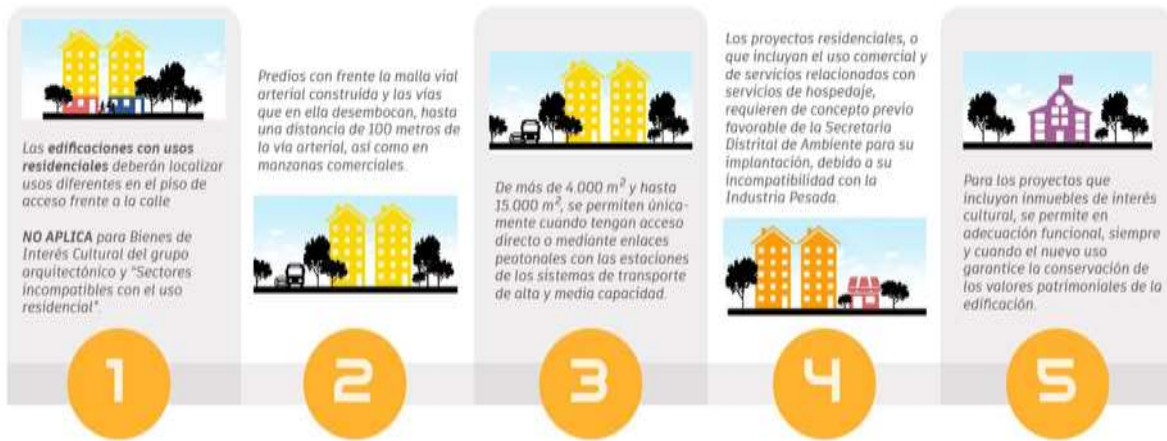 Las edificaciones con usos
residenciales deberán localizar
usos diferentes en el piso de
acceso frente a la calle
NO APLICA para Bienes de
Interés Cultural del grupo
arquitectónico y "Sectores
incompatibles con el uso
residencial".
1
Predios con frente la malla vial
arterial construida y las vías
que en ella desembocan, hasta
una distancia de 100 metros de
la vía arterial, así como en
manzanas comerciales.
2
De más de 4.000 m² y hasta
15.000 m², se permiten única-
mente cuando tengan acceso
directo o mediante enlaces
peatonales con las estaciones
de los sistemas de transporte
de alta y media capacidad.
3
Los proyectos residenciales, o
que incluyan el uso comercial y
de servicios relacionados con
servicios de hospedaje,
requieren de concepto previo
favorable de la Secretaria
Distrital de Ambiente para su
implantación, debido a su
incompatibilidad con la
Industria Pesada.
4
Para los proyectos que
incluyan inmuebles de interés
cultural, se permite en
adecuación funcional, siempre
y cuando el nuevo uso
garantice la conservación de
los valores patrimoniales de la
edificación.
5